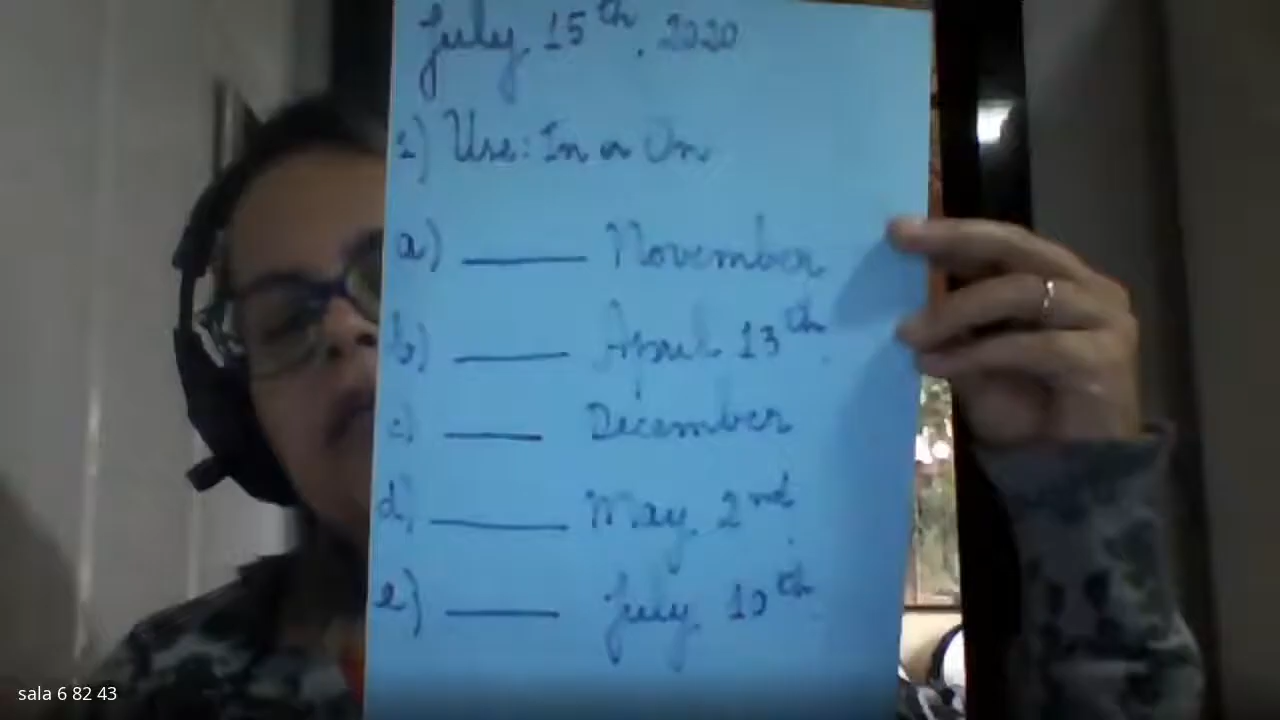 July, 15th, 2020
1) Use: In or On
a) ____ November
b) ____ April 13th.
c) ____ December
d) ____ May, 2nd.
e) ____ July, 10th.
sala 6 82 43